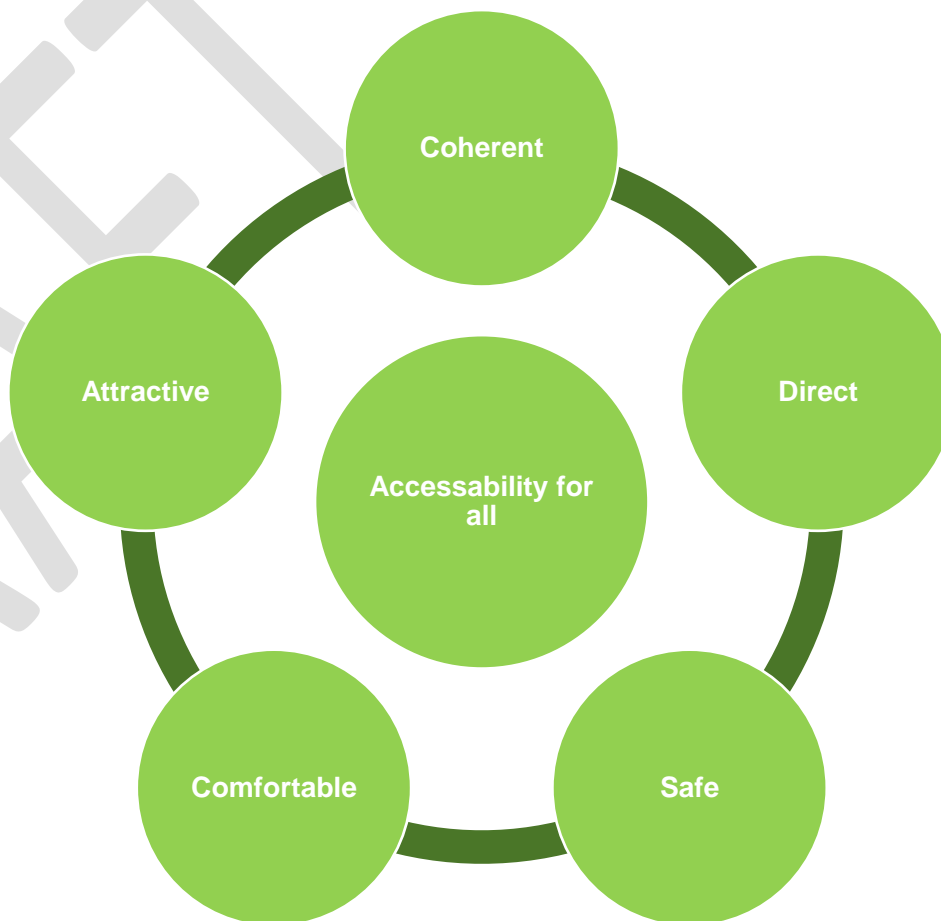 Coherent
Direct
Safe
Comfortable
Attractive
Accessability for
all